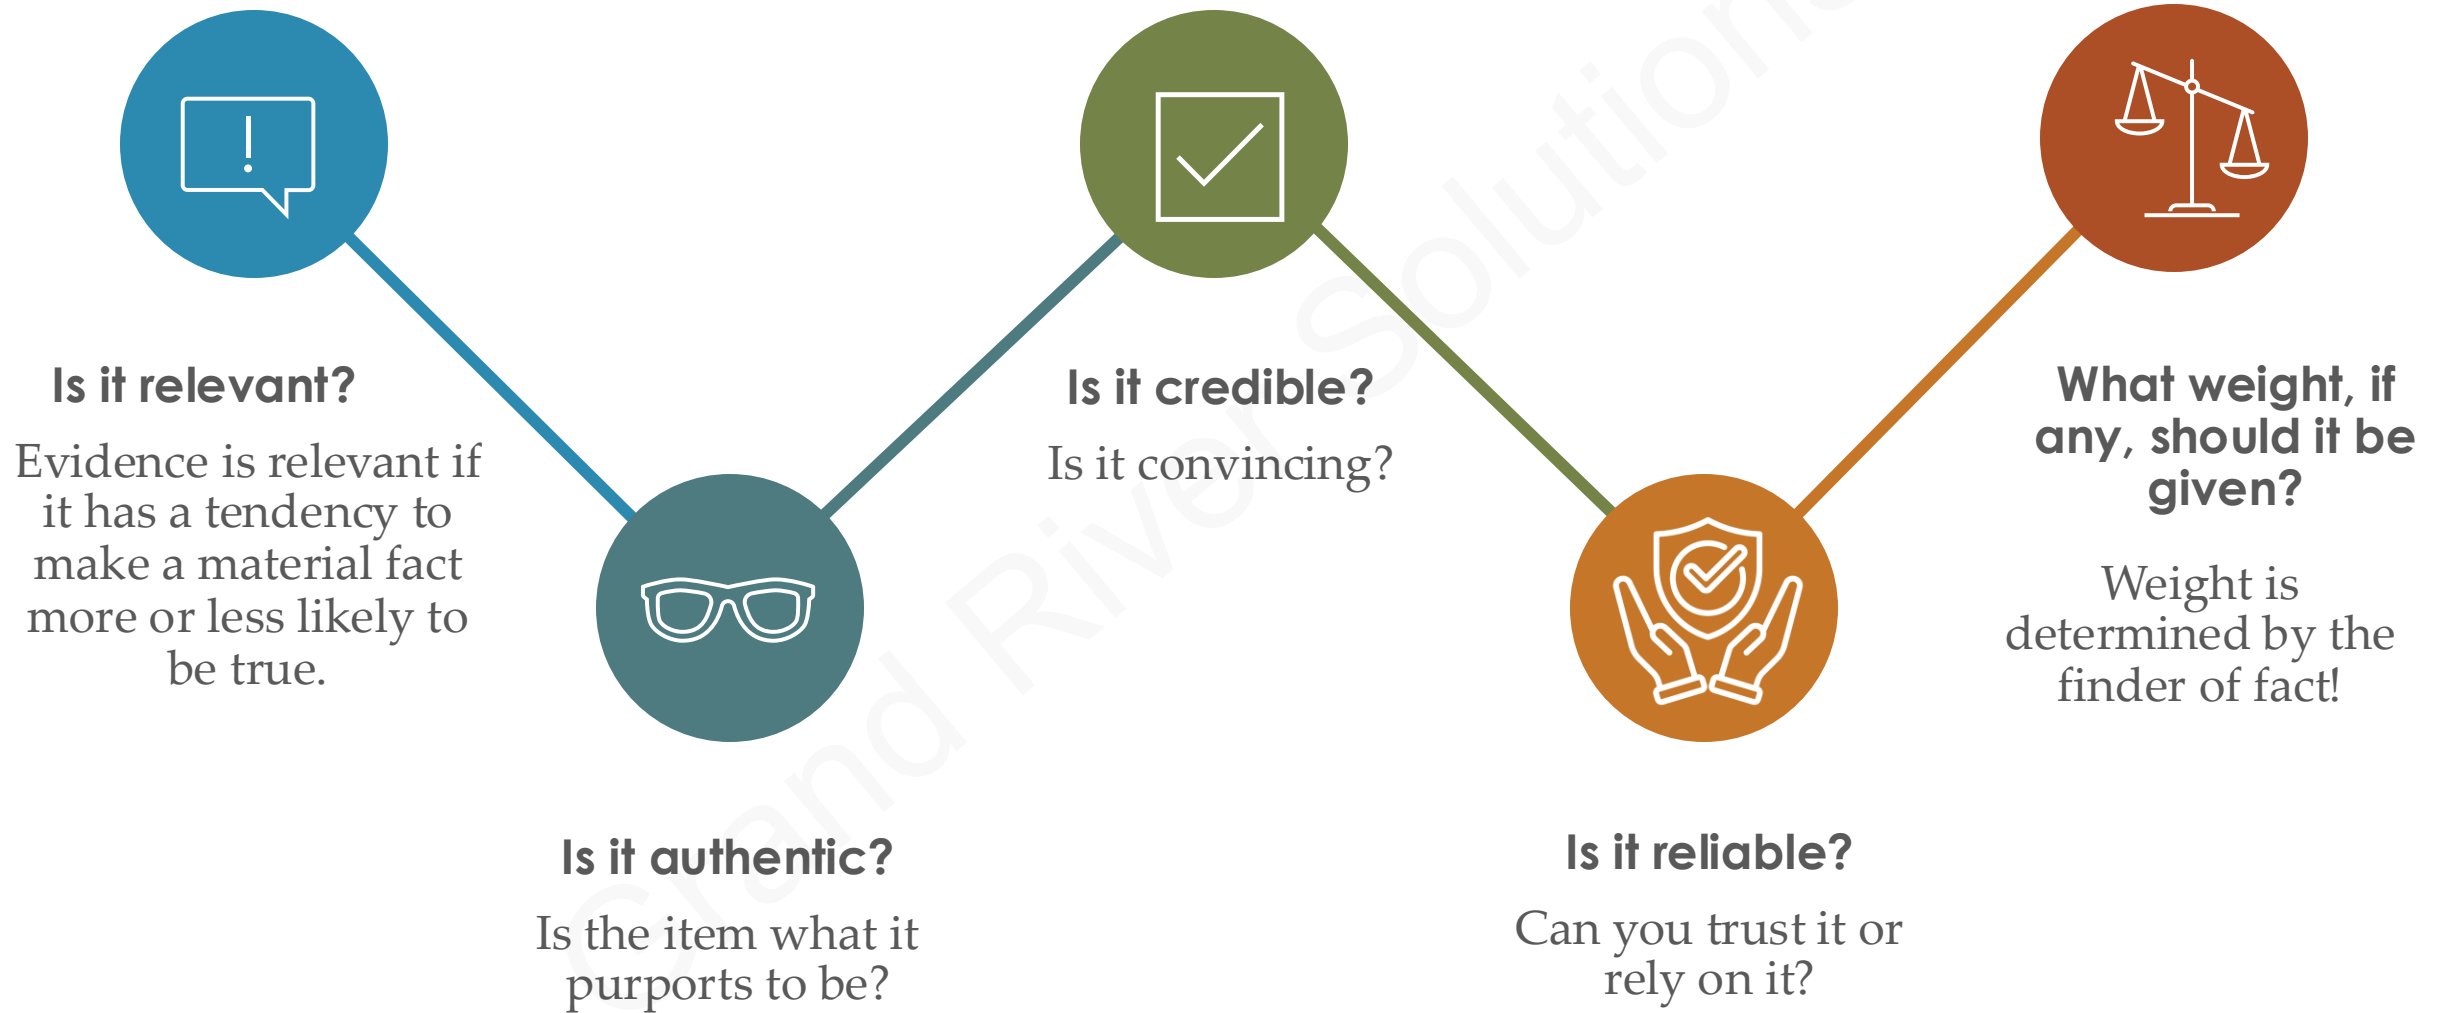 Is it relevant?
Evidence is relevant if
it has a tendency to
make a material fact
more or less likely to
be true.
Is it authentic?
Is the item what it
purports to be?
Is it credible?
Is it convincing?
Is it reliable?
Can you trust it or
rely on it?
What weight, if
any, should it be
given?
Weight is
determined by the
finder of fact!
Grand River Solution